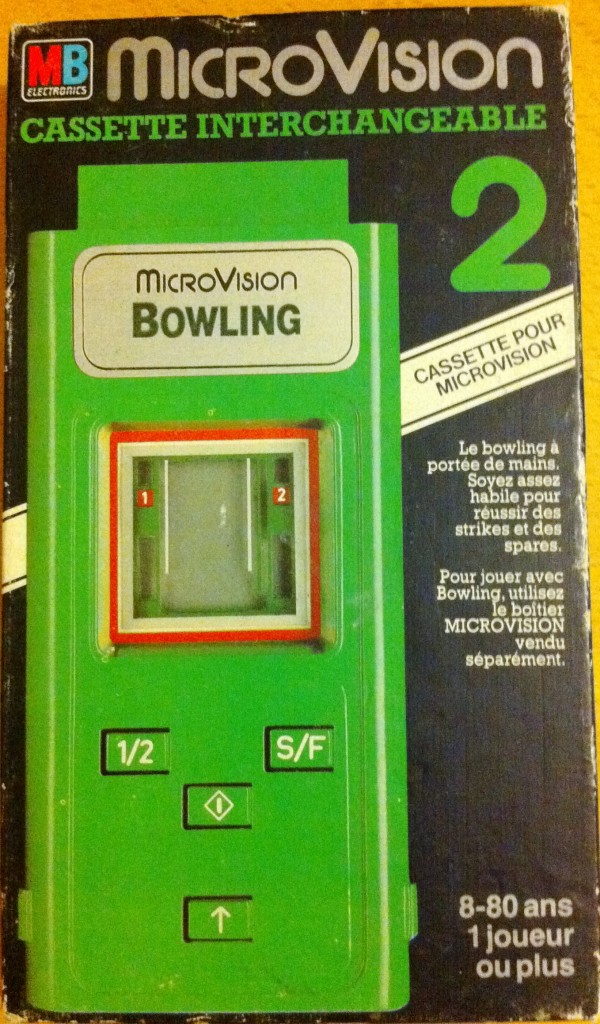 MB
ELECTRONICS
MICROVISION
CASSETTE INTERCHANGEABLE
2
MICROVISION
BOWLING
CASSETTE POUR
MICROVISION
1
2
Le bowling à
portée de mains.
Soyez assez
habile pour
réussir des
strikes et des
spares.
Pour jouer avec
Bowling, utilisez
le boîtier
MICROVISION
vendu
séparément.
1/2
S/F
8-80 ans
1 joueur
ou plus